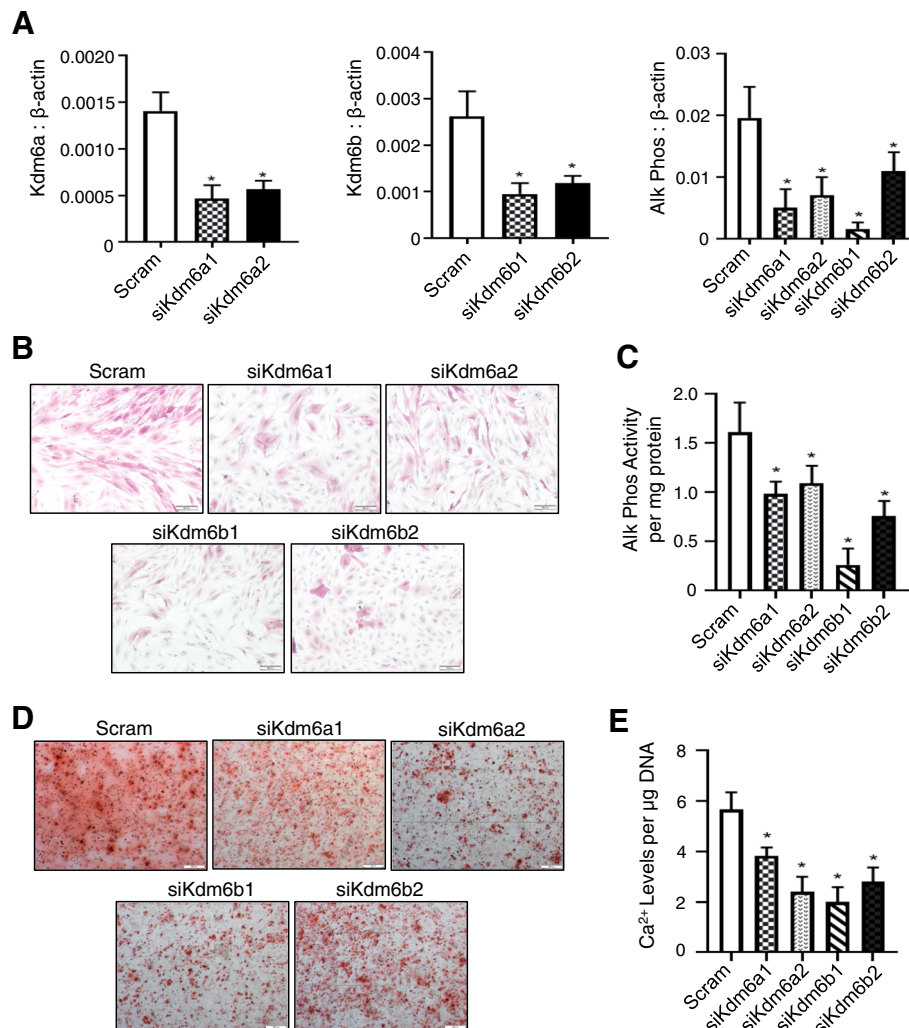 A
Kdm6a : β-actin
0.0020
0.0015
0.0010
0.0005
0
*
*
Scram
siKdm6a1
siKdm6a2
Kdm6b : β-actin
0.004
0.003
0.002
0.001
0
*
*
Scram
siKdm6b1
siKdm6b2
Alk Phos : β-actin
0.03
0.02
0.01
0
*
*
*
*
Scram
siKdm6a1
siKdm6a2
siKdm6b1
siKdm6b2
B
Scram
siKdm6a1
siKdm6a2
siKdm6b1
siKdm6b2
C
Alk Phos Activity
per mg protein
2.0
1.5
1.0
0.5
0
*
*
*
*
Scram
siKdm6a1
siKdm6a2
siKdm6b1
siKdm6b2
D
Scram
siKdm6a1
siKdm6a2
siKdm6b1
siKdm6b2
E
Ca²⁺ Levels per µg DNA
8
6
4
2
0
*
*
*
*
Scram
siKdm6a1
siKdm6a2
siKdm6b1
siKdm6b2